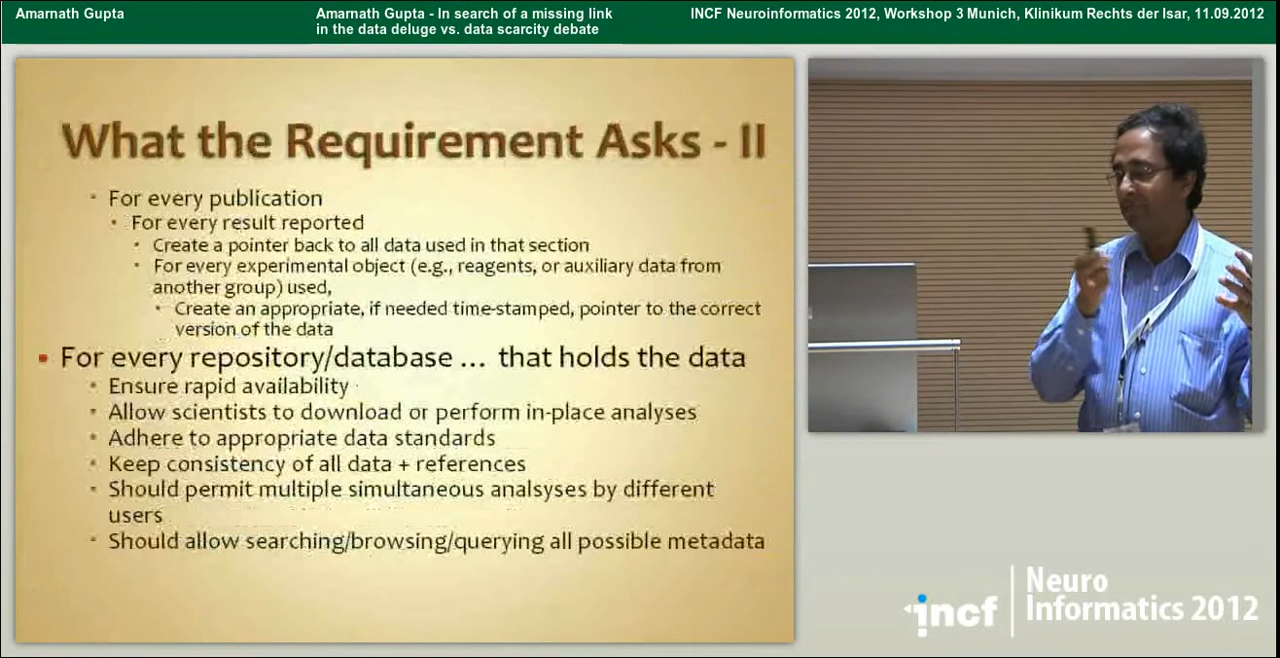 Amarnath Gupta
Amarnath Gupta - In search of a missing link
in the data deluge vs. data scarcity debate
INCF Neuroinformatics 2012, Workshop 3 Munich, Klinikum Rechts der Isar, 11.09.2012
What the Requirement Asks - II
For every publication
For every result reported
Create a pointer back to all data used in that section
For every experimental object (e.g., reagents, or auxiliary data from
another group) used,
Create an appropriate, if needed time-stamped, pointer to the correct
version of the data
For every repository/database ... that holds the data
Ensure rapid availability
Allow scientists to download or perform in-place analyses
Adhere to appropriate data standards
Keep consistency of all data + references
Should permit multiple simultaneous analsyses by different
users
Should allow searching/browsing/querying all possible metadata
incf
Neuro
Informatics 2012